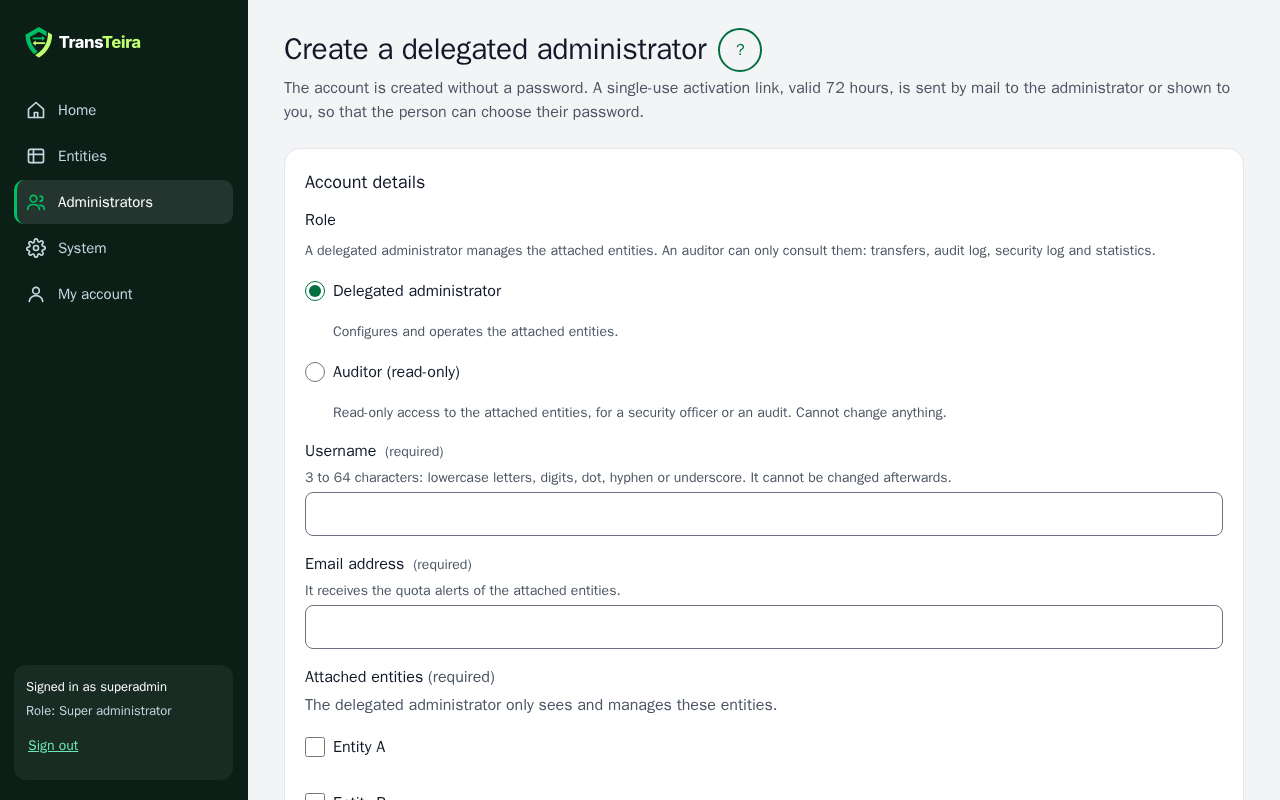 TransTeira
Home
Entities
Administrators
System
My account
Signed in as superadmin
Role: Super administrator
Sign out
Create a delegated administrator ?
The account is created without a password. A single-use activation link, valid 72 hours, is sent by mail to the administrator or shown to
you, so that the person can choose their password.
Account details
Role
A delegated administrator manages the attached entities. An auditor can only consult them: transfers, audit log, security log and statistics.
Delegated administrator
Configures and operates the attached entities.
Auditor (read-only)
Read-only access to the attached entities, for a security officer or an audit. Cannot change anything.
Username (required)
3 to 64 characters: lowercase letters, digits, dot, hyphen or underscore. It cannot be changed afterwards.
Email address (required)
It receives the quota alerts of the attached entities.
Attached entities (required)
The delegated administrator only sees and manages these entities.
Entity A